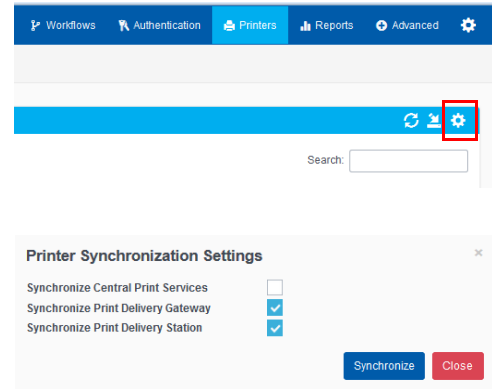 Workflows Authentication Printers Reports Advanced
Search:
Printer Synchronization Settings
Synchronize Central Print Services
Synchronize Print Delivery Gateway
Synchronize Print Delivery Station
Synchronize Close